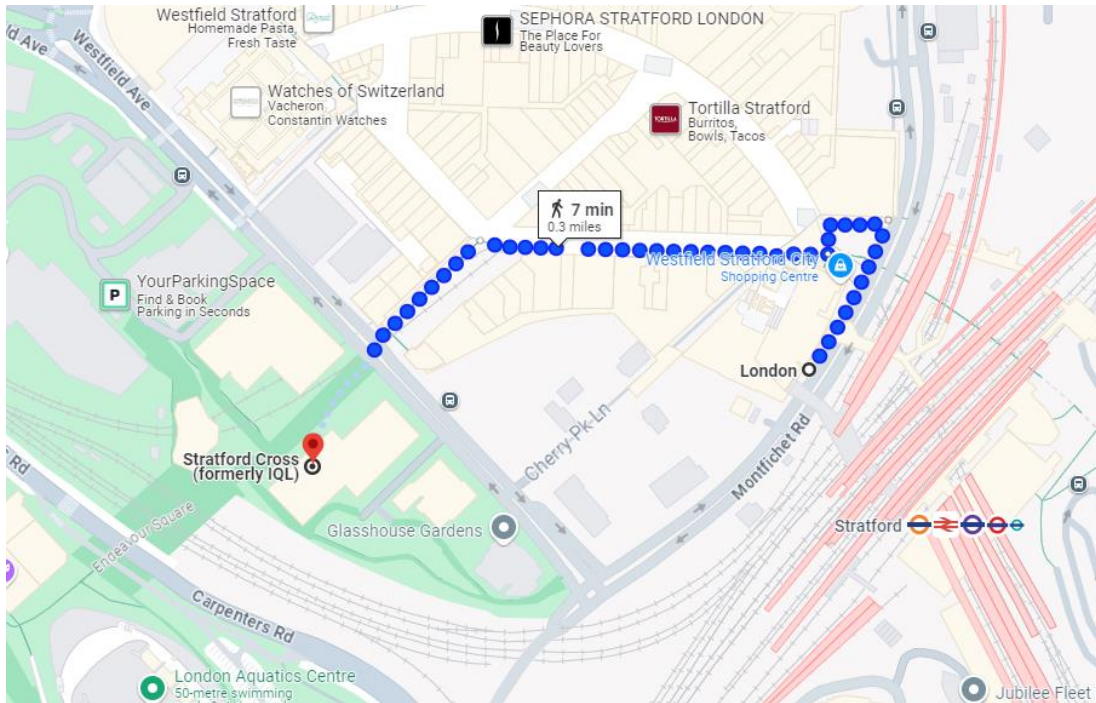 Westfield Stratford
Homemade Pasta,
Fresh Taste
SEPHORA STRATFORD LONDON
The Place For
Beauty Lovers
Westfield Ave
Watches of Switzerland
Vacheron
Constantin Watches
TORTILLA
Tortilla Stratford
Burritos,
Bowls, Tacos
7 min
0.3 miles
Westfield Stratford City
Shopping Centre
P
YourParkingSpace
Find & Book
Parking in Seconds
London
Stratford Cross
(formerly IQL)
Cherry Pk Ln
Montfichet Rd
Glasshouse Gardens
Stratford
Endeavour Square
Carpenters Rd
London Aquatics Centre
50-metre swimming
Jubilee Fleet